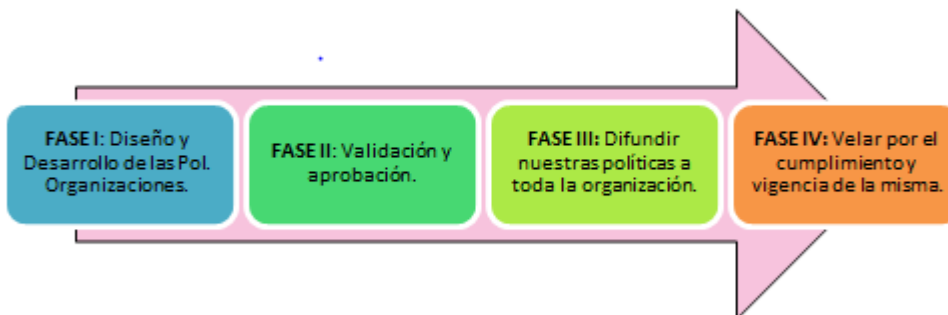 FASE I: Diseño y
Desarrollo de las Pol.
Organizaciones.
FASE II: Validación y
aprobación.
FASE III: Difundir
nuestras políticas a
toda la organización.
FASE IV: Velar por el
cumplimiento y
vigencia de la misma.